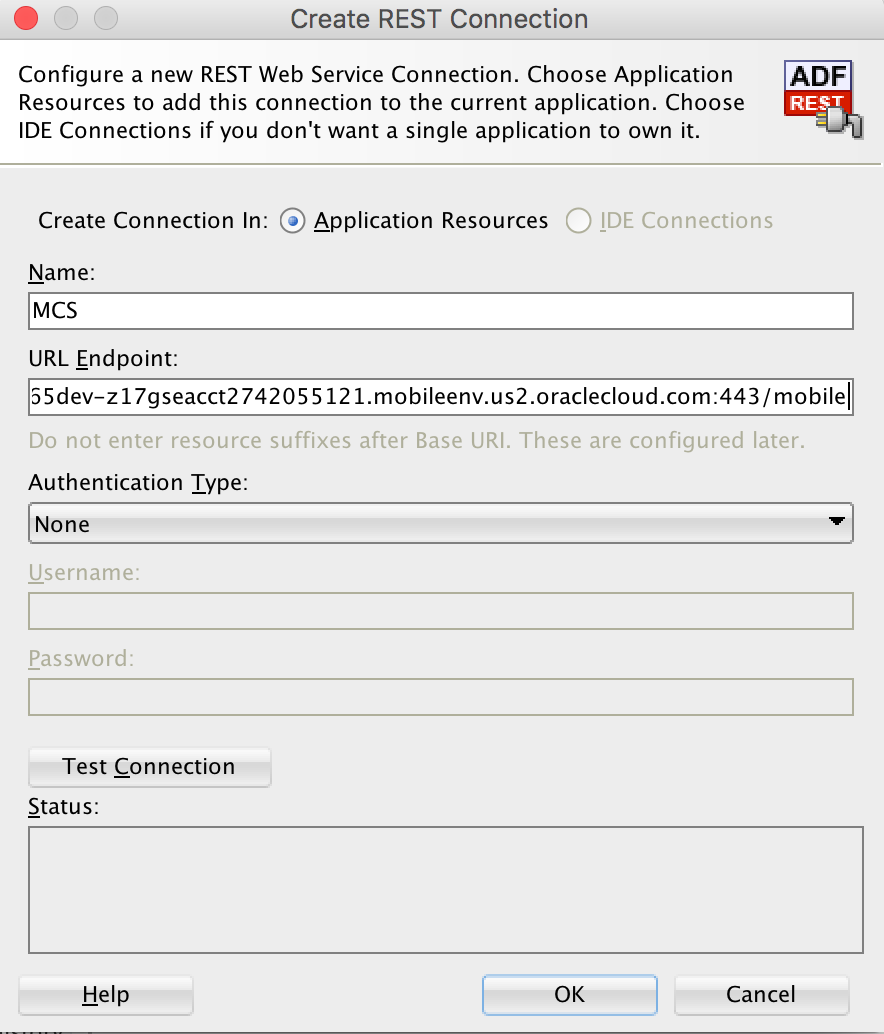 Create REST Connection
Configure a new REST Web Service Connection. Choose Application
Resources to add this connection to the current application. Choose
IDE Connections if you don't want a single application to own it.
ADF
REST
Create Connection In: Application Resources IDE Connections
Name:
MCS
URL Endpoint:
65dev-z17gseacct2742055121.mobileenv.us2.oraclecloud.com:443/mobile
Do not enter resource suffixes after Base URI. These are configured later.
Authentication Type:
None
Username:
Password:
Test Connection
Status:
Help OK Cancel